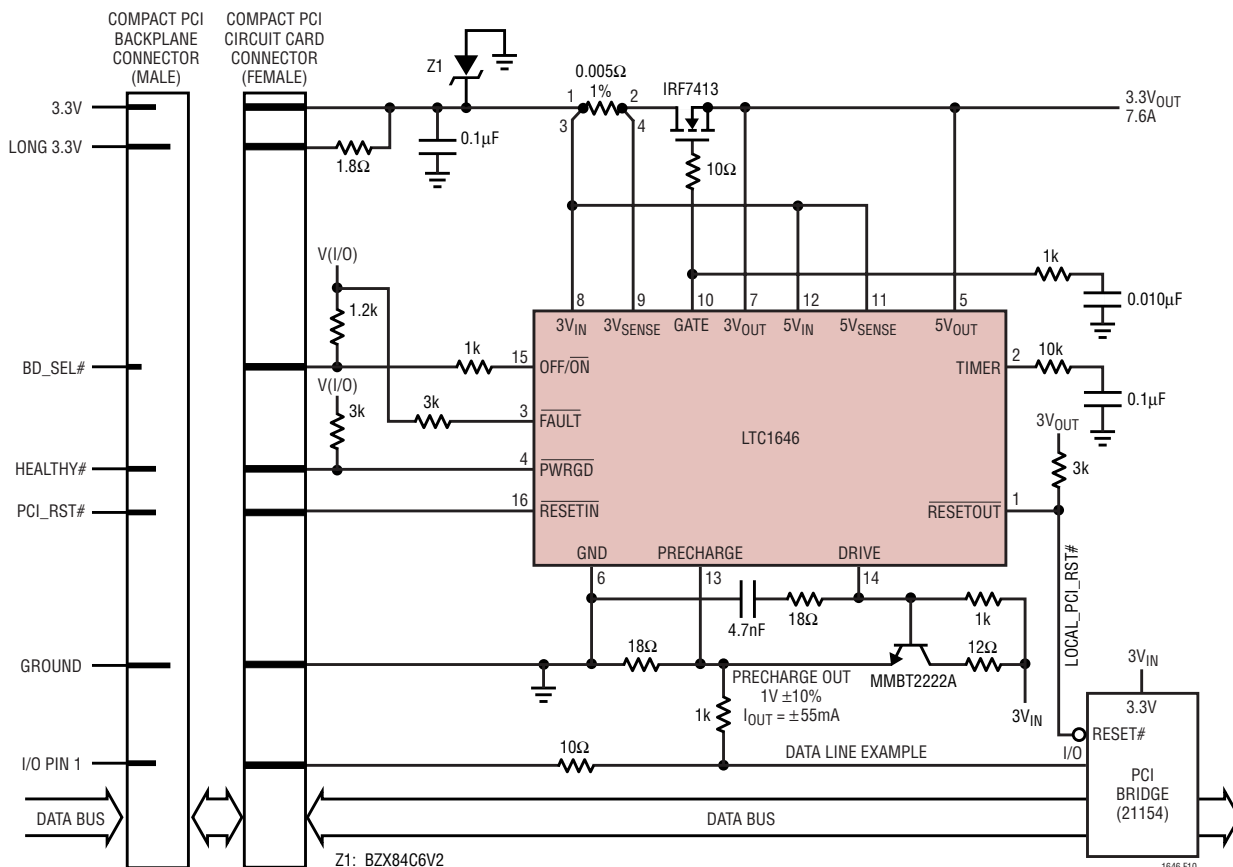 COMPACT PCI
BACKPLANE
CONNECTOR
(MALE)
COMPACT PCI
CIRCUIT CARD
CONNECTOR
(FEMALE)
Z1
0.005Ω
1%
IRF7413
3.3V
1
2
3
4
3.3VOUT
7.6A
LONG 3.3V
1.8Ω
0.1µF
10Ω
V(I/O)
1k
0.010µF
1.2k
8
9
10
7
12
11
5
3VIN
3VSENSE
GATE
3VOUT
5VIN
5VSENSE
5VOUT
BD_SEL#
1k
15
OFF/ON
TIMER
2
10k
0.1µF
V(I/O)
3k
3k
3
FAULT
LTC1646
3VOUT
3k
HEALTHY#
4
PWRGD
PCI_RST#
16
RESETIN
RESETOUT
1
GND
PRECHARGE
DRIVE
6
13
14
4.7nF
18Ω
1k
LOCAL_PCI_RST#
GROUND
18Ω
12Ω
MMBT2222A
PRECHARGE OUT
1V ±10%
IOUT = ±55mA
1k
3VIN
3VIN
3.3V
RESET#
I/O
I/O PIN 1
10Ω
DATA LINE EXAMPLE
PCI
BRIDGE
(21154)
DATA BUS
DATA BUS
Z1: BZX84C6V2
1646 F10